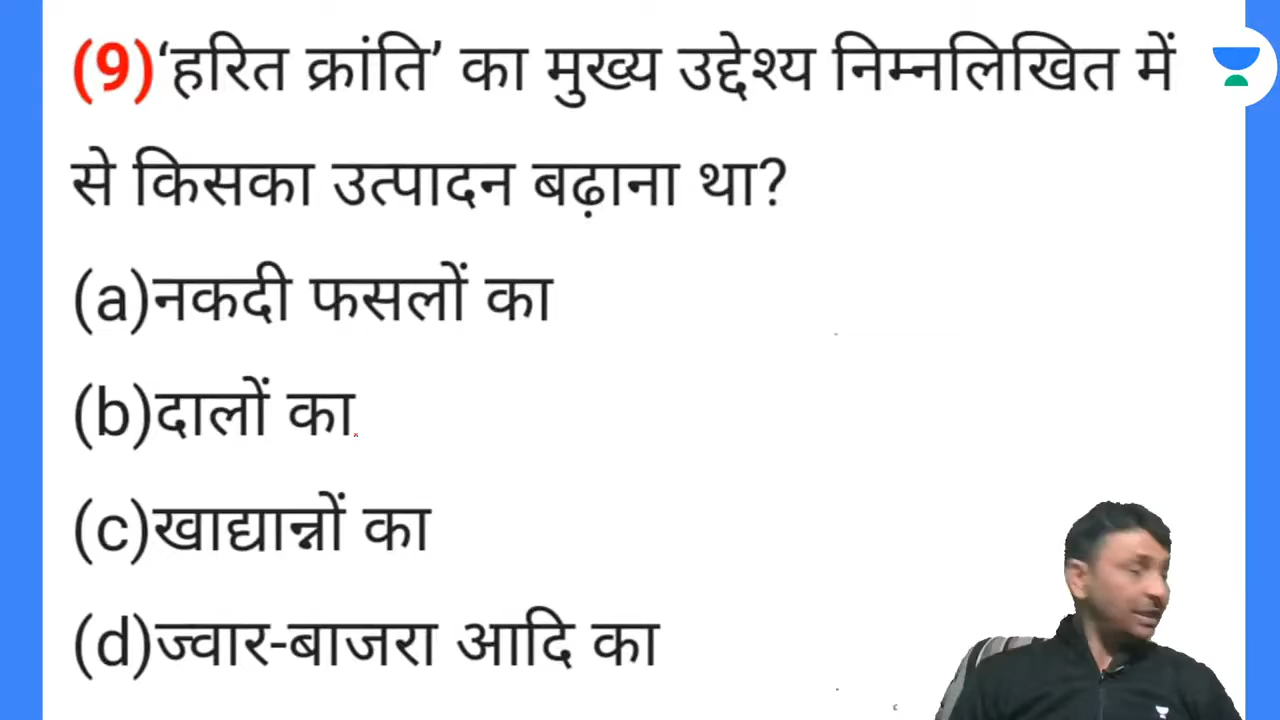 (9)‘हरित क्रांति’ का मुख्य उद्देश्य निम्नलिखित में
से किसका उत्पादन बढ़ाना था?
(a)नकदी फसलों का
(b)दालों का
(c)खाद्यान्नों का
(d)ज्वार-बाजरा आदि का